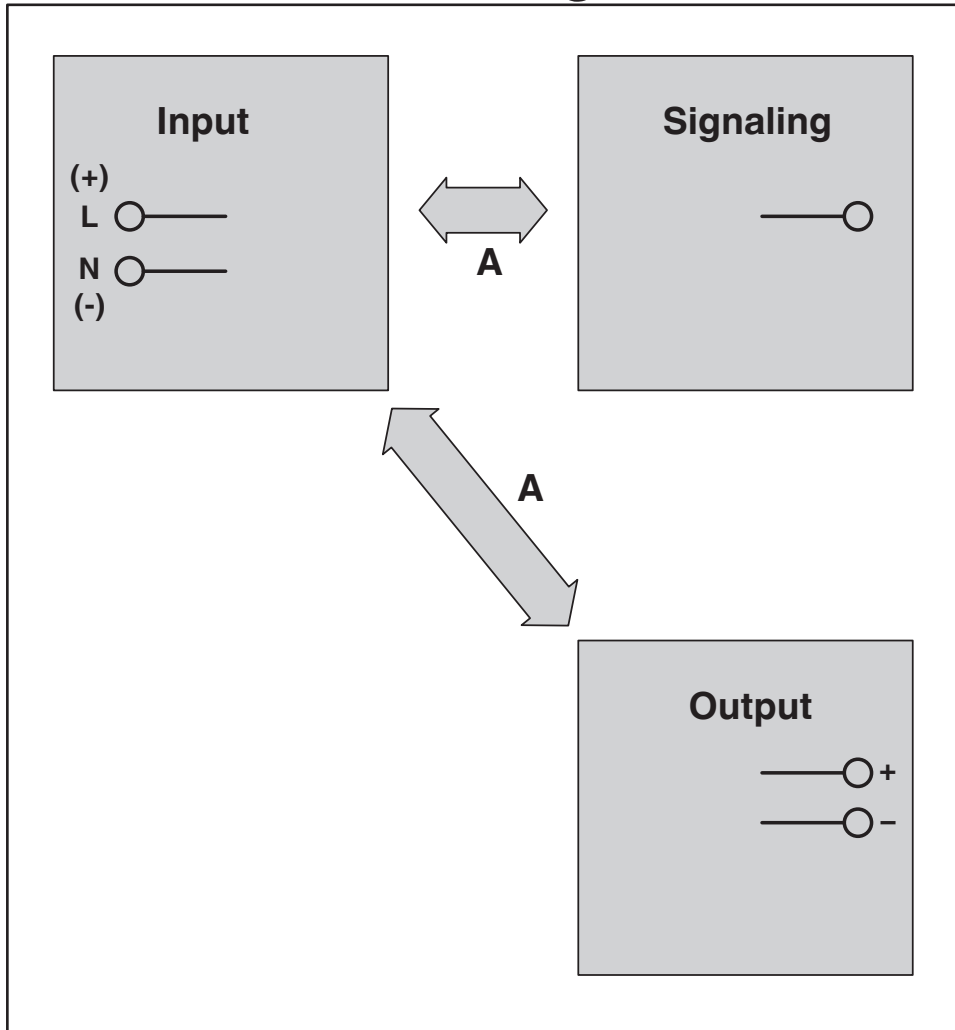 Input
Signaling
(+)
L
N
(-)
A
A
Output
+
–